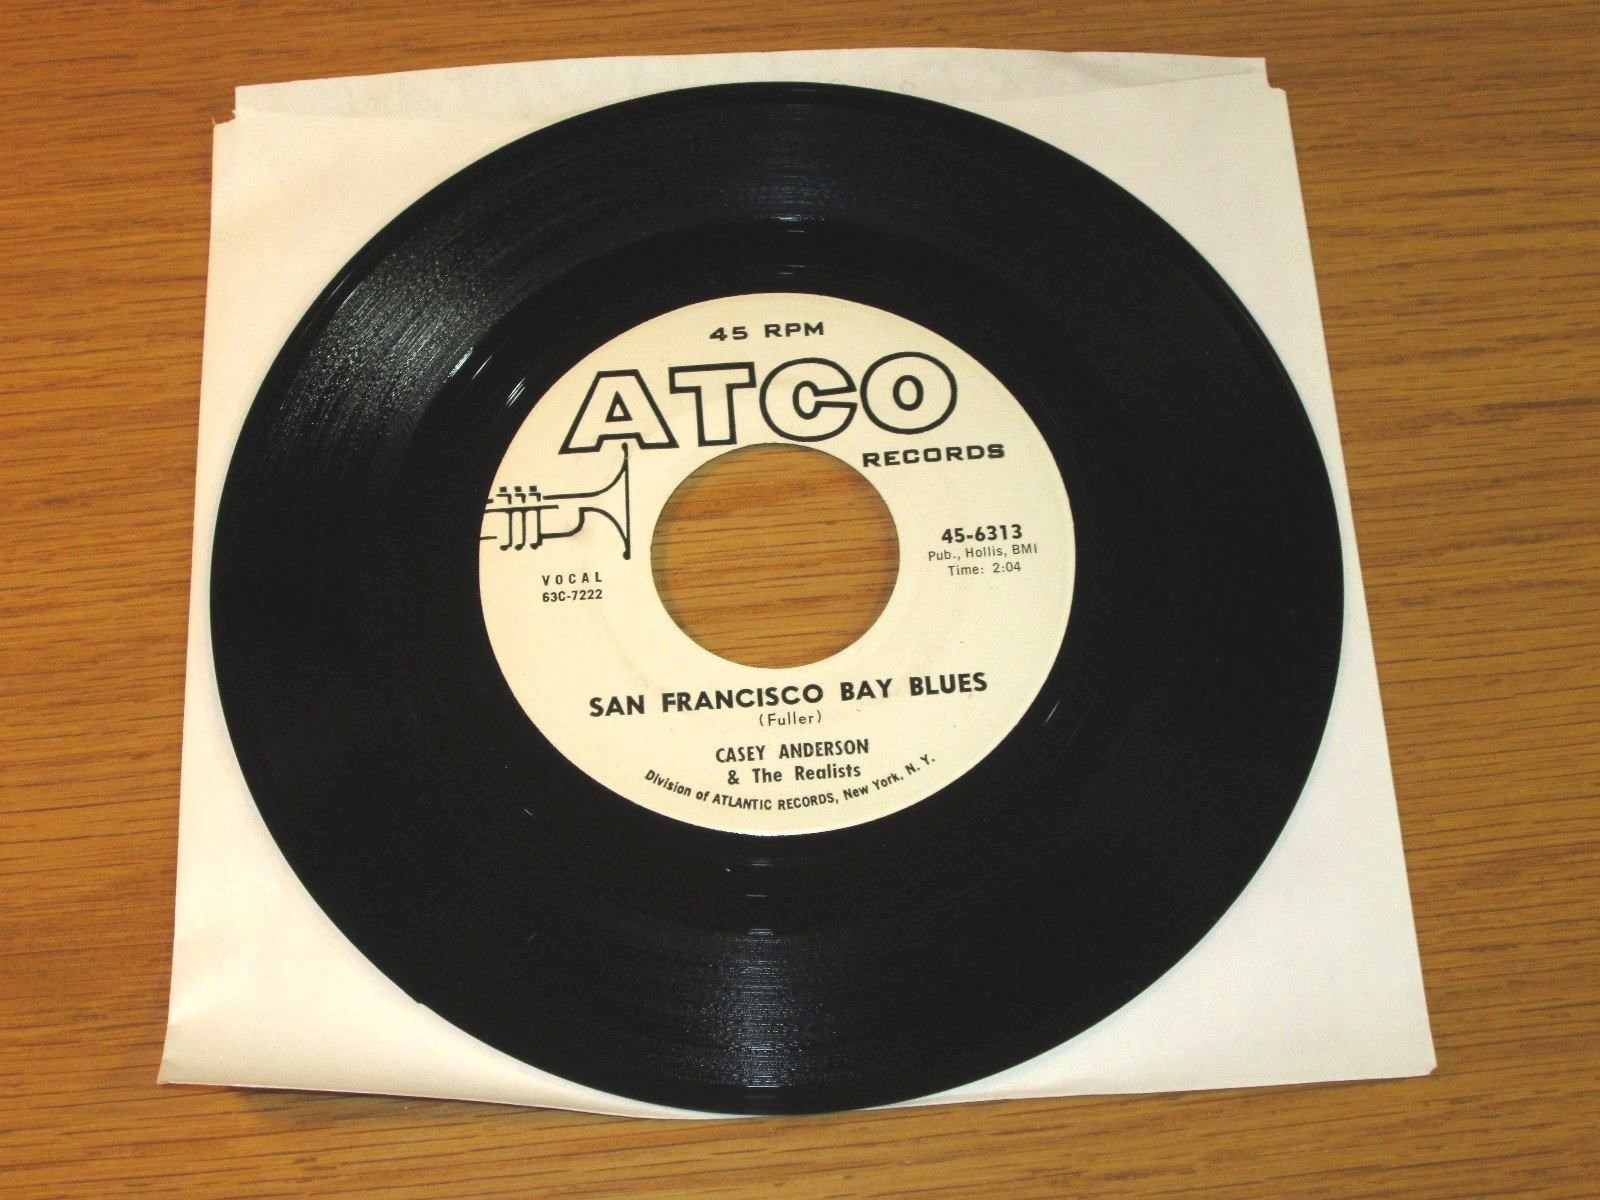 45 RPM
ATCO
RECORDS
45-6313
Pub., Hollis, BMI
Time: 2:04
VOCAL
63C-7222
SAN FRANCISCO BAY BLUES
(Fuller)
CASEY ANDERSON
& The Realists
Division of ATLANTIC RECORDS, New York, N. Y.